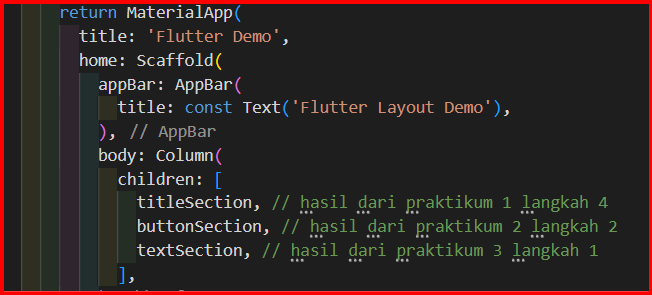 return MaterialApp(
title: 'Flutter Demo',
home: Scaffold(
appBar: AppBar(
title: const Text('Flutter Layout Demo'),
), // AppBar
body: Column(
children: [
titleSection, // hasil dari praktikum 1 langkah 4
buttonSection, // hasil dari praktikum 2 langkah 2
textSection, // hasil dari praktikum 3 langkah 1
],